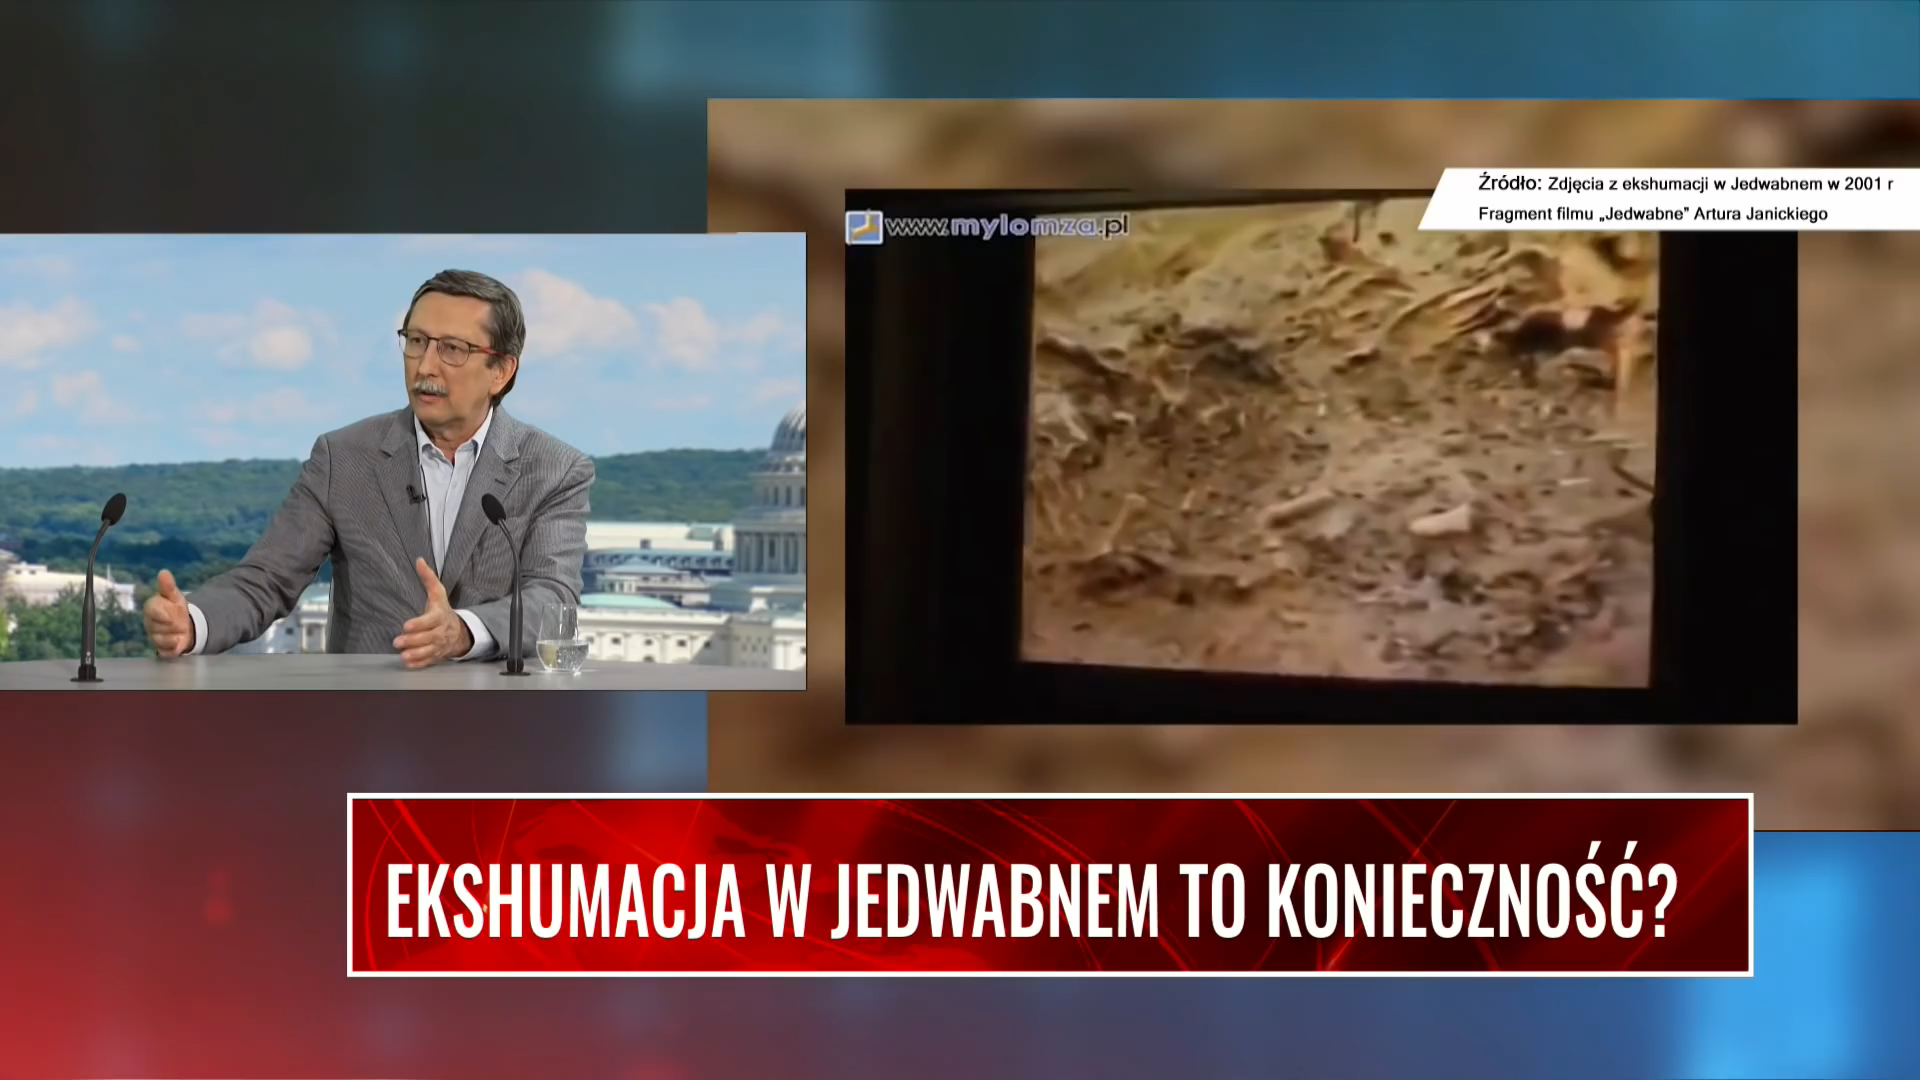 Źródło: Zdjęcia z ekshumacji w Jedwabnem w 2001 r
Fragment filmu „Jedwabne” Artura Janickiego
www.mylomza.pl
EKSHUMACJA W JEDWABNEM TO KONIECZNOŚĆ?